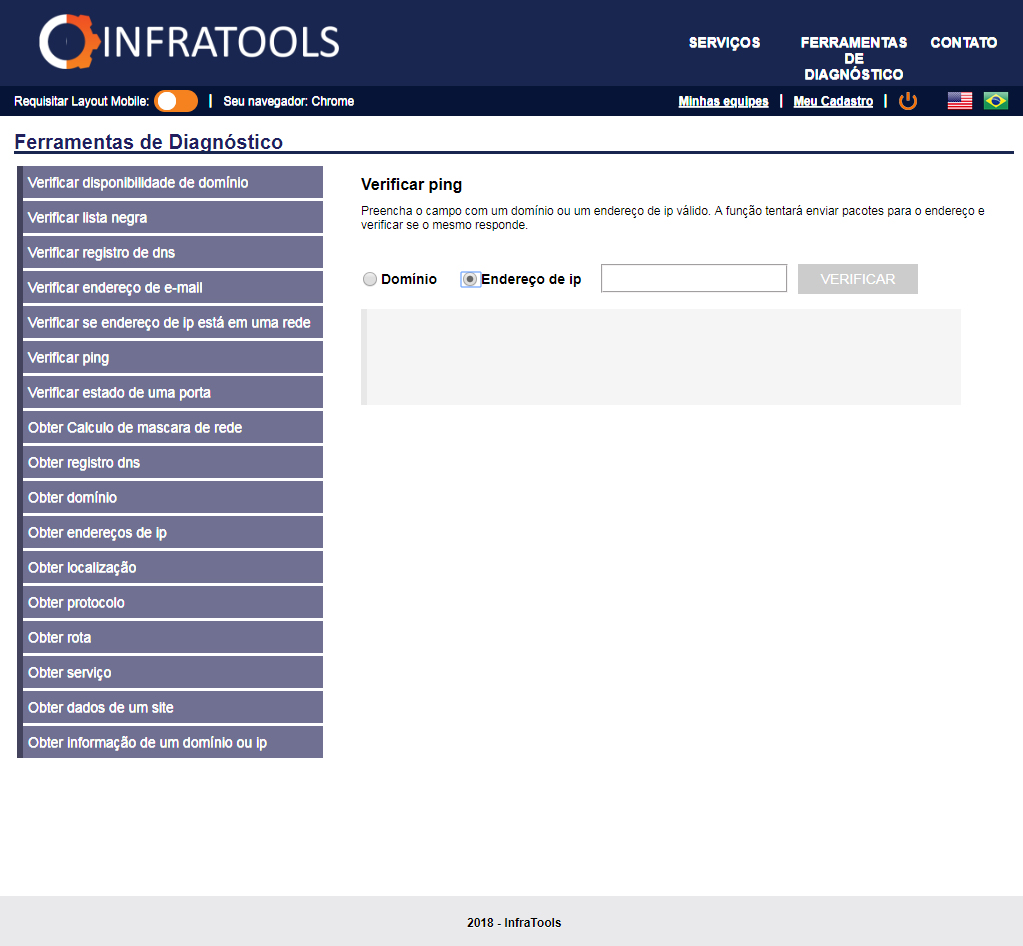 INFRATOOLS
SERVIÇOS
FERRAMENTAS
DE
DIAGNÓSTICO
CONTATO
Requisitar Layout Mobile: | Seu navegador: Chrome
Minhas equipes | Meu Cadastro |
Ferramentas de Diagnóstico
Verificar disponibilidade de domínio
Verificar lista negra
Verificar registro de dns
Verificar endereço de e-mail
Verificar se endereço de ip está em uma rede
Verificar ping
Verificar estado de uma porta
Obter Calculo de mascara de rede
Obter registro dns
Obter domínio
Obter endereços de ip
Obter localização
Obter protocolo
Obter rota
Obter serviço
Obter dados de um site
Obter informação de um domínio ou ip
Verificar ping
Preencha o campo com um domínio ou um endereço de ip válido. A função tentará enviar pacotes para o endereço e
verificar se o mesmo responde.
Domínio Endereço de ip VERIFICAR
2018 - InfraTools